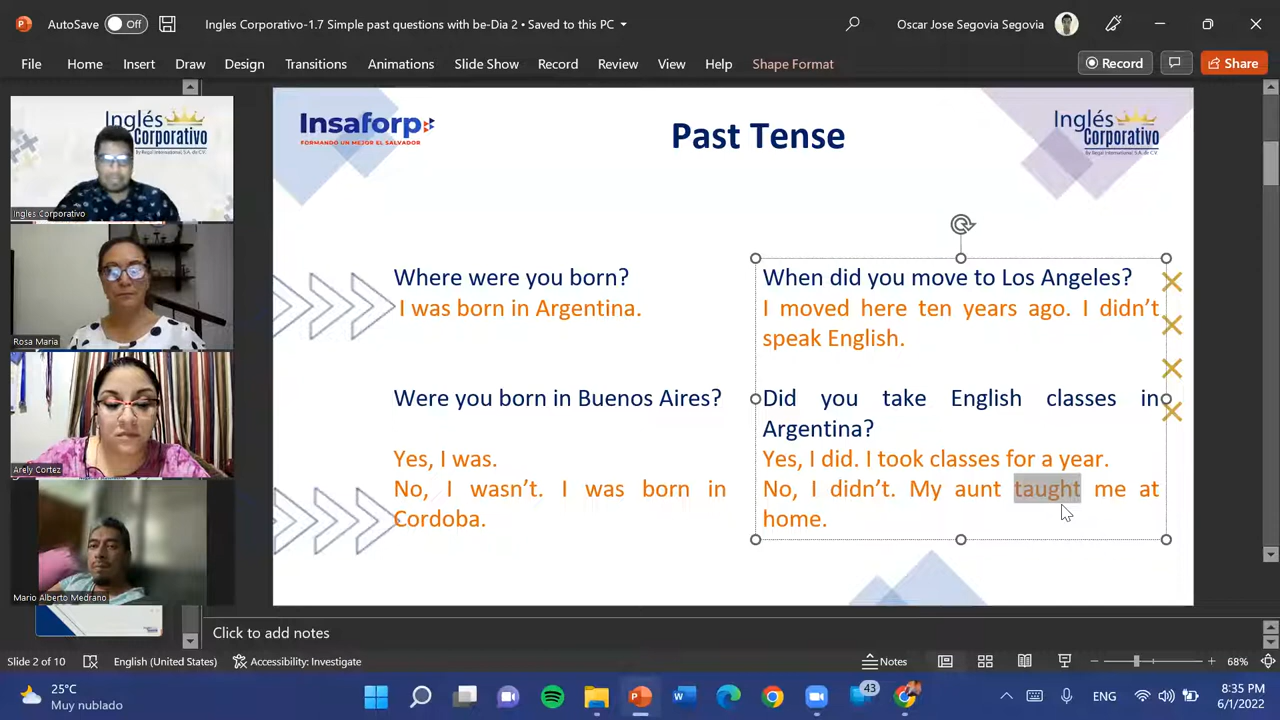 AutoSave Off Ingles Corporativo-1.7 Simple past questions with be-Dia 2 • Saved to this PC Oscar Jose Segovia Segovia
File Home Insert Draw Design Transitions Animations Slide Show Record Review View Help Shape Format Record Share
Inglés
Corporativo
Ingles Corporativo
Rosa Maria
Arely Cortez
Mario Alberto Medrano
Insaforp
FORMANDO UN MEJOR EL SALVADOR
Past Tense
Inglés
Corporativo
By Regal International S.A. de C.V.
Where were you born?
I was born in Argentina.
Were you born in Buenos Aires?
Yes, I was.
No, I wasn't. I was born in
Cordoba.
When did you move to Los Angeles?
I moved here ten years ago. I didn't
speak English.
Did you take English classes in
Argentina?
Yes, I did. I took classes for a year.
No, I didn't. My aunt taught me at
home.
Click to add notes
Slide 2 of 10 English (United States) Accessibility: Investigate Notes 68%
25°C
Muy nublado
43
ENG
8:35 PM
6/1/2022